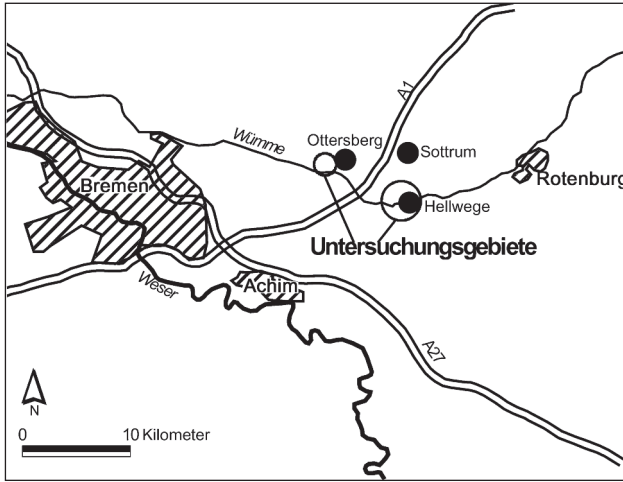 A1
Wümme
Ottersberg
Sottrum
Bremen
Rotenburg
Hellwege
Untersuchungsgebiete
Weser
Achim
A27
N
0 10 Kilometer